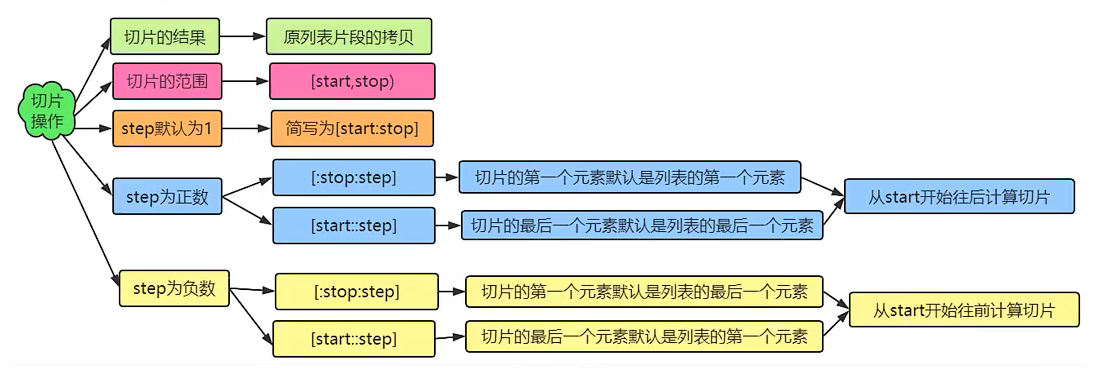 切片的结果
原列表片段的拷贝
切片的范围
[start,stop)
切片
操作
step默认为1
简写为[start:stop]
step为正数
[:stop:step]
切片的第一个元素默认是列表的第一个元素
[start::step]
切片的最后一个元素默认是列表的最后一个元素
从start开始往后计算切片
step为负数
[:stop:step]
切片的第一个元素默认是列表的最后一个元素
[start::step]
切片的最后一个元素默认是列表的第一个元素
从start开始往前计算切片